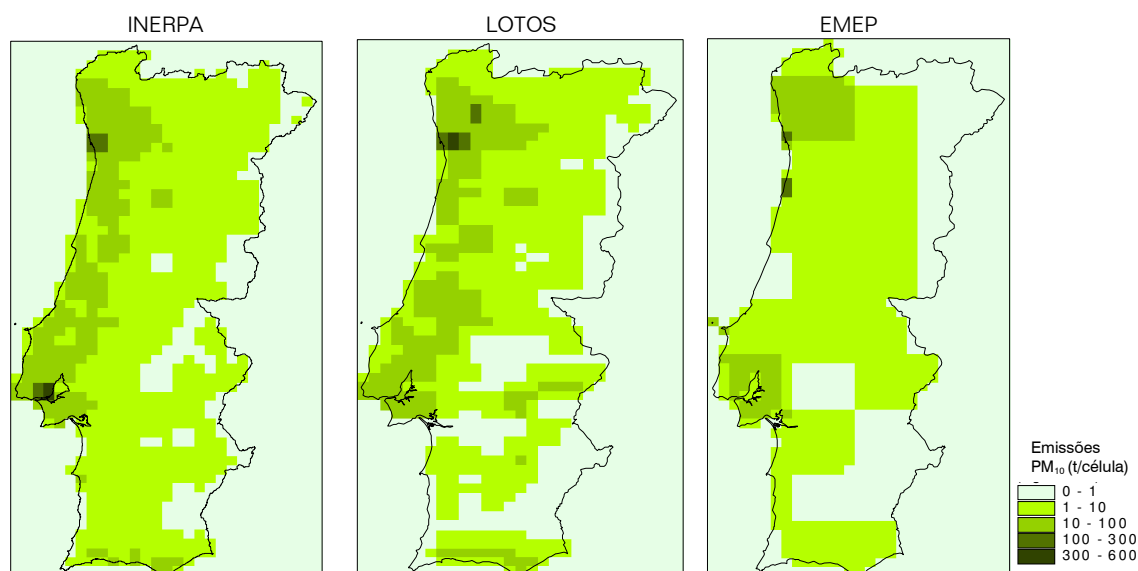 INERPA
LOTOS
EMEP
Emissões
PM₁₀ (t/célula)
0 - 1
1 - 10
10 - 100
100 - 300
300 - 600